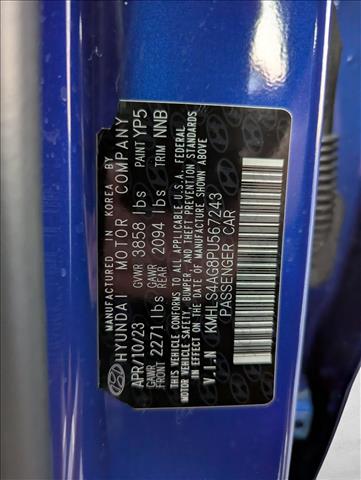 MANUFACTURED IN KOREA BY
HYUNDAI MOTOR COMPANY
APR/10/23 GVWR 3858 lbs PAINT YP5
GAWR FRONT 2271 lbs GAWR REAR 2094 lbs TRIM NNB
THIS VEHICLE CONFORMS TO ALL APPLICABLE U.S.A. FEDERAL
MOTOR VEHICLE SAFETY, BUMPER, AND THEFT PREVENTION STANDARDS
IN EFFECT ON THE DATE OF MANUFACTURE SHOWN ABOVE.
V.I.N KMHLS4AG8PU567243
PASSENGER CAR